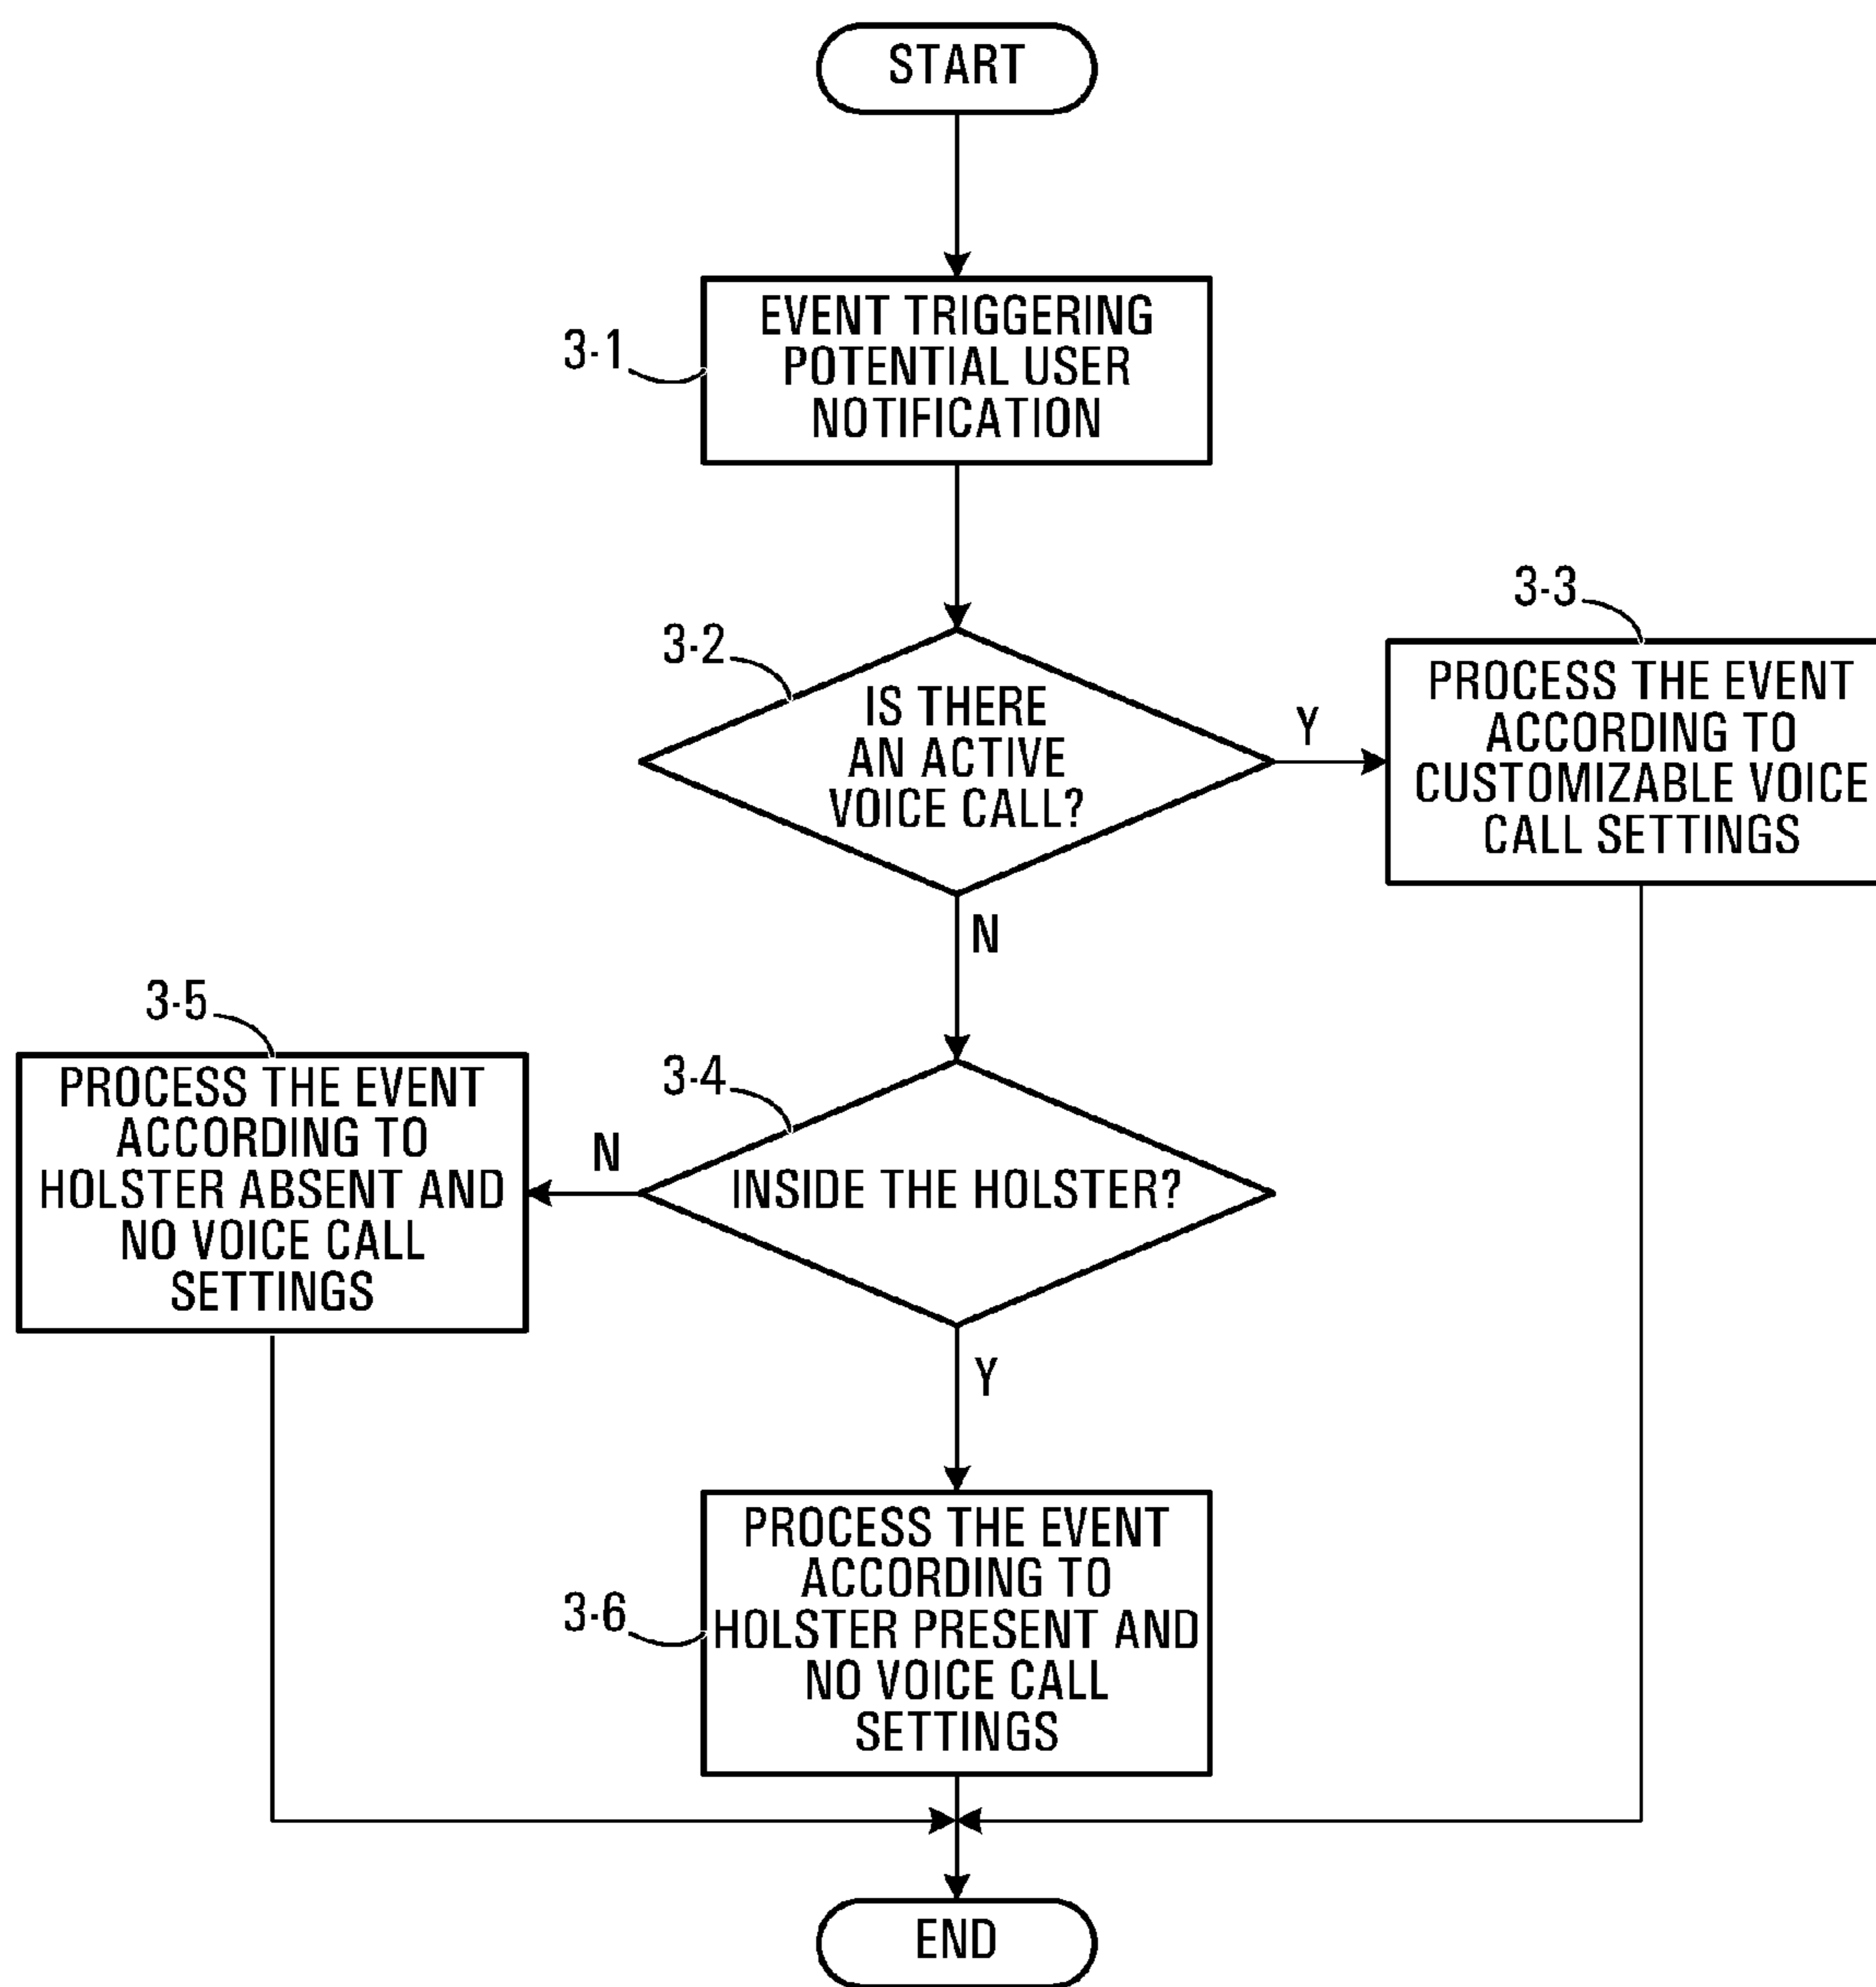 START
3-1
EVENT TRIGGERING
POTENTIAL USER
NOTIFICATION
3-2
IS THERE
AN ACTIVE
VOICE CALL?
Y
3-3
PROCESS THE EVENT
ACCORDING TO
CUSTOMIZABLE VOICE
CALL SETTINGS
N
3-4
INSIDE THE HOLSTER?
N
3-5
PROCESS THE EVENT
ACCORDING TO
HOLSTER ABSENT AND
NO VOICE CALL
SETTINGS
Y
3-6
PROCESS THE EVENT
ACCORDING TO
HOLSTER PRESENT AND
NO VOICE CALL
SETTINGS
END